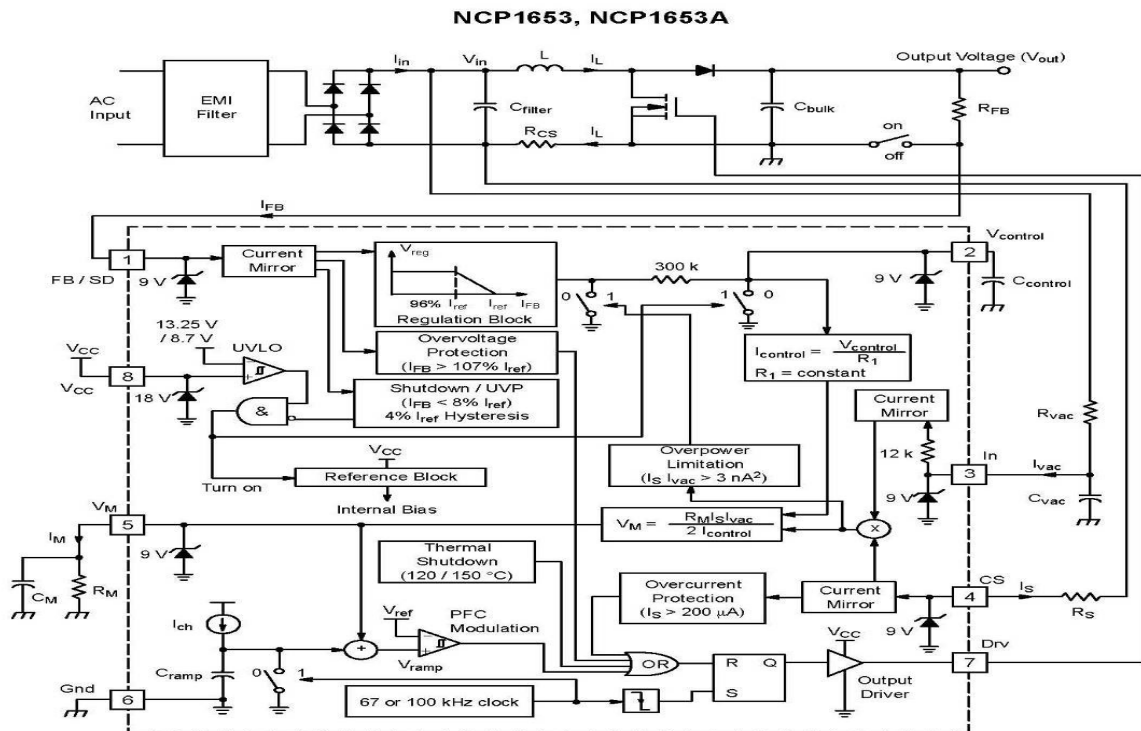 NCP1653, NCP1653A
Output Voltage (Vout)
Iin
Vin
L
IL
AC
Input
EMI
Filter
Cfilter
Cbulk
RFB
RCS
IL
on
off
IFB
Vcontrol
1
FB / SD
9 V
Current
Mirror
Vreg
96% Iref
Iref
IFB
Regulation Block
0
1
300 k
1
0
9 V
2
Ccontrol
13.25 V
/ 8.7 V
UVLO
VCC
VCC
8
18 V
&
Overvoltage
Protection
(IFB > 107% Iref)
Shutdown / UVP
(IFB < 8% Iref)
4% Iref Hysteresis
Icontrol = Vcontrol / R1
R1 = constant
Current
Mirror
Rvac
12 k
In
3
Ivac
9 V
Cvac
VCC
Reference Block
Turn on
Internal Bias
Overpower
Limitation
(IS Ivac > 3 nA²)
VM
5
IM
9 V
CM
RM
VM = RMISIvac / 2 Icontrol
x
Thermal
Shutdown
(120 / 150 °C)
Overcurrent
Protection
(IS > 200 µA)
Current
Mirror
CS
4
IS
9 V
RS
Ich
Vref
PFC
Modulation
+
− +
Vramp
Cramp
0
1
OR
R
Q
S
VCC
Output
Driver
Drv
7
Gnd
6
67 or 100 kHz clock